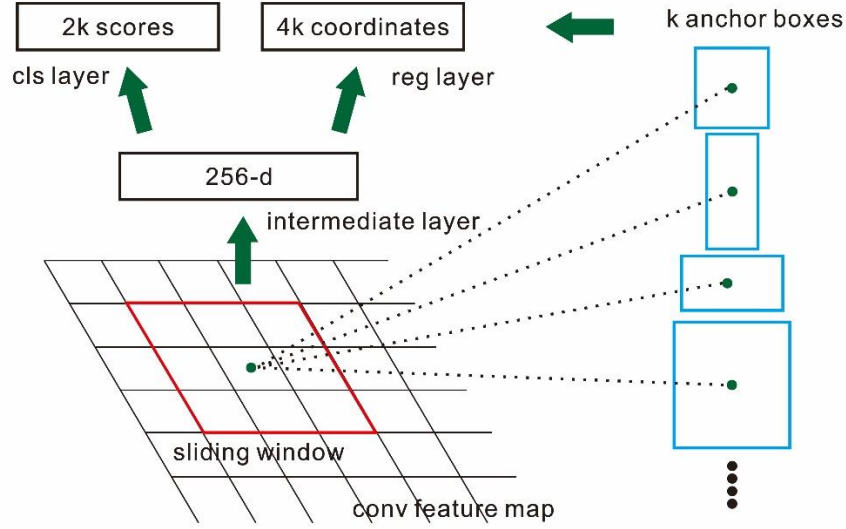 2k scores
4k coordinates
k anchor boxes
cls layer
reg layer
256-d
intermediate layer
sliding window
conv feature map